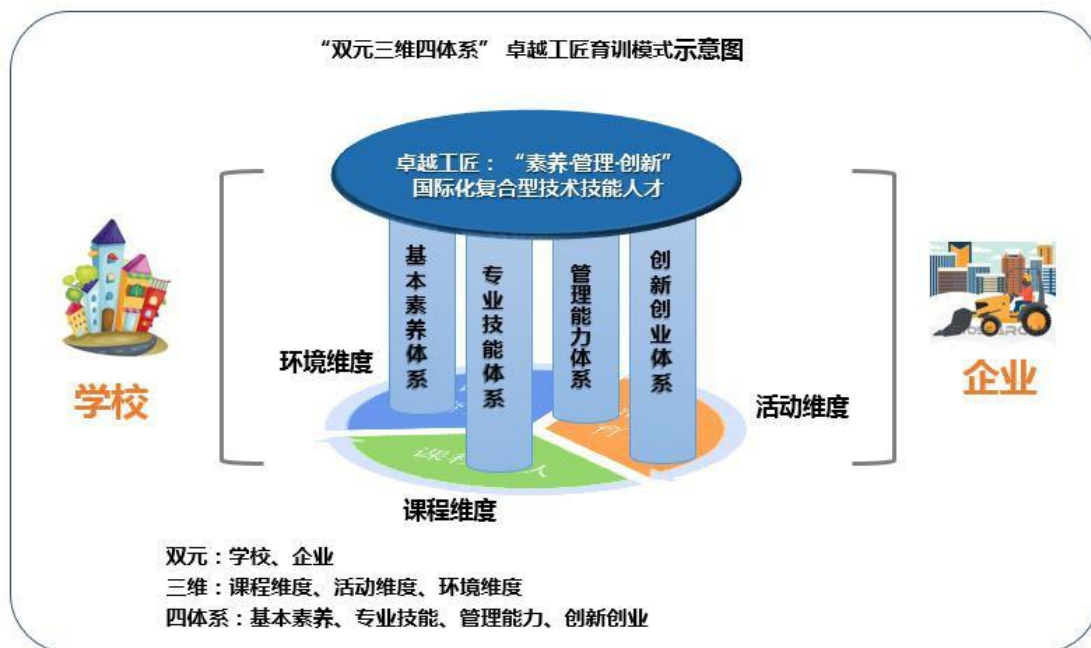 “双元三维四体系” 卓越工匠育训模式示意图
卓越工匠：“素养·管理·创新”
国际化复合型技术技能人才
基本素养体系
专业技能体系
管理能力体系
创新创业体系
环境维度
学校
企业
活动维度
课程维度
双元：学校、企业
三维：课程维度、活动维度、环境维度
四体系：基本素养、专业技能、管理能力、创新创业